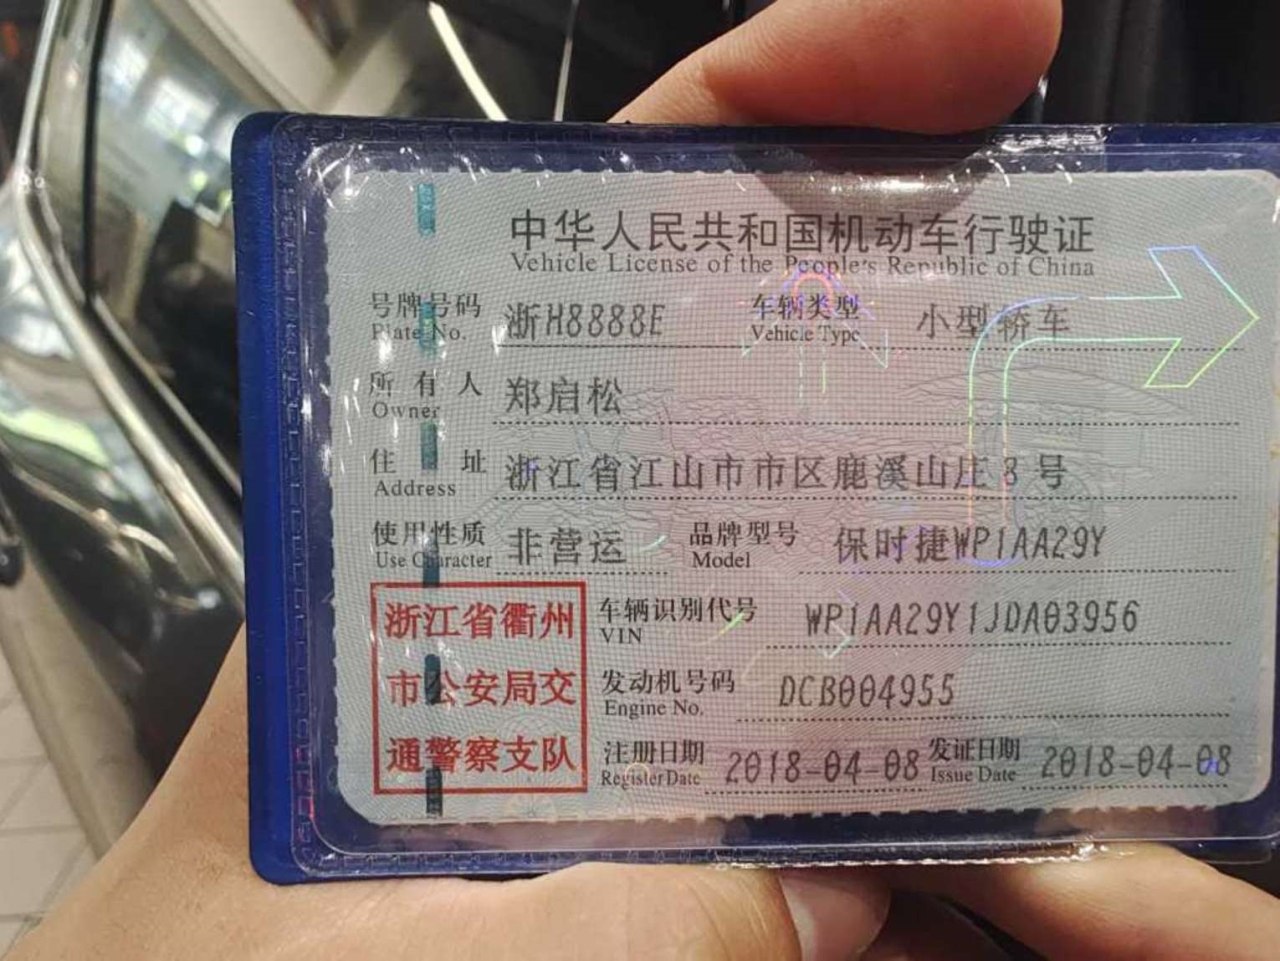 中华人民共和国机动车行驶证
Vehicle License of the People's Republic of China
号牌号码 浙H8888E 车辆类型 小型轿车
Plate No. Vehicle Type
所有人 郑启松
Owner
住址 浙江省江山市市区鹿溪山庄8号
Address
使用性质 非营运 品牌型号 保时捷WP1AA29Y
Use Character Model
浙江省衢州 车辆识别代号 WP1AA29Y1JDA03956
VIN
市公安局交 发动机号码 DCB004955
Engine No.
通警察支队 注册日期 2018-04-08 发证日期 2018-04-08
Register Date Issue Date